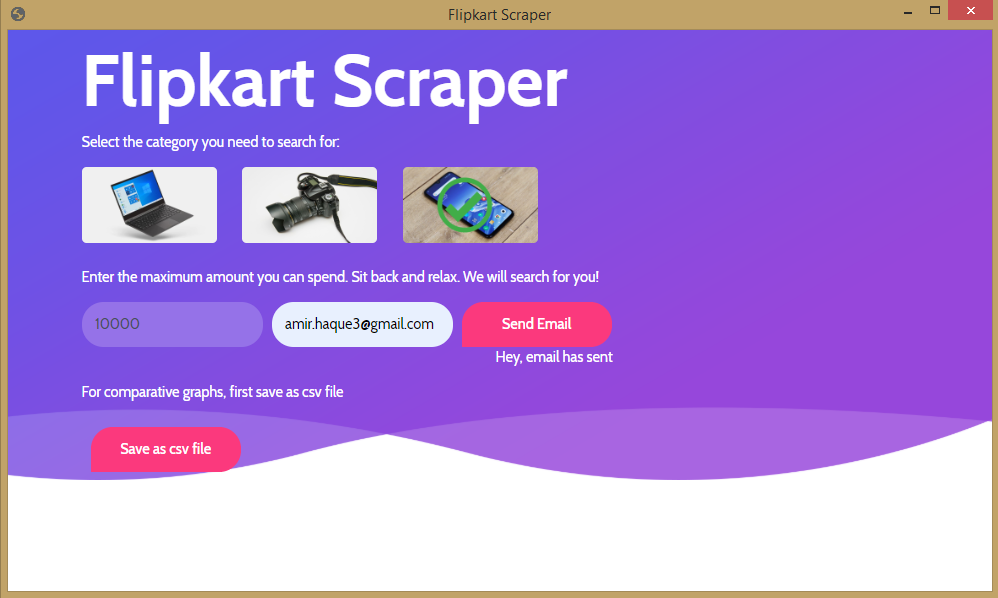 Flipkart Scraper
Flipkart Scraper
Select the category you need to search for:
Enter the maximum amount you can spend. Sit back and relax. We will search for you!
10000 amir.haque3@gmail.com Send Email
Hey, email has sent
For comparative graphs, first save as csv file
Save as csv file